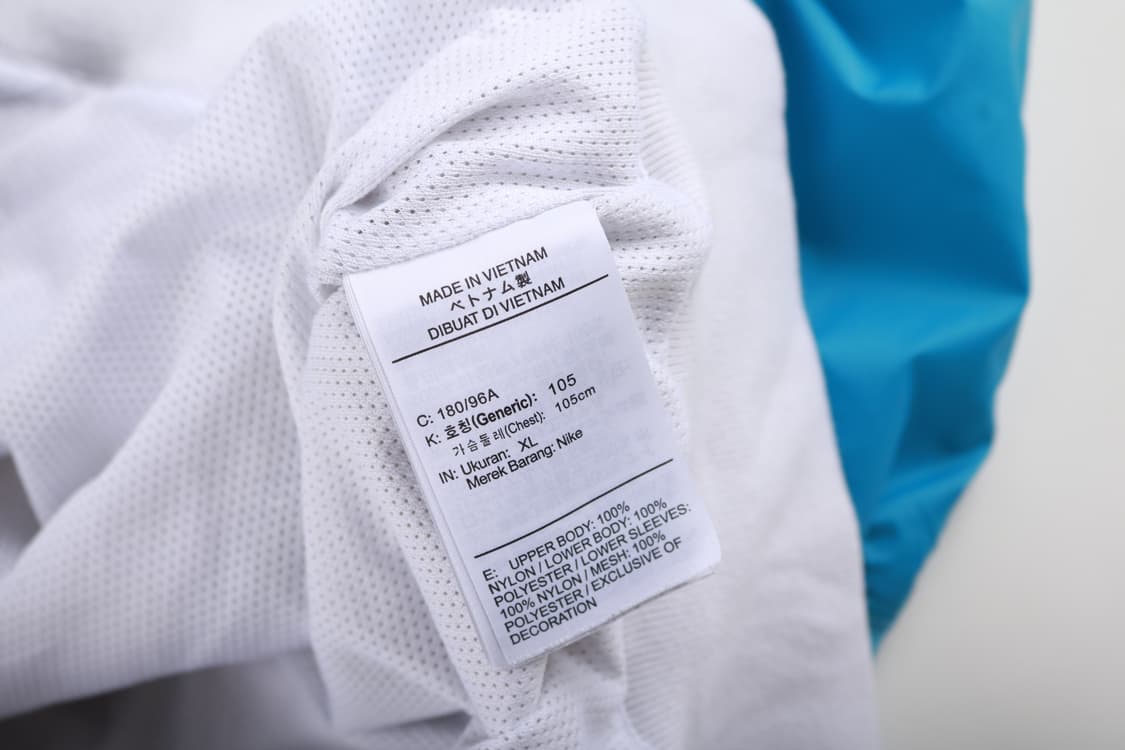 MADE IN VIETNAM
ベトナム製
DIBUAT DI VIETNAM
C: 180/96A
K: 호칭(Generic): 105
가슴둘레(Chest): 105cm
IN: Ukuran: XL
Merek Barang: Nike
E: UPPER BODY: 100%
NYLON / LOWER BODY: 100%
POLYESTER / LOWER SLEEVES:
100% NYLON / MESH: 100%
POLYESTER / EXCLUSIVE OF
DECORATION